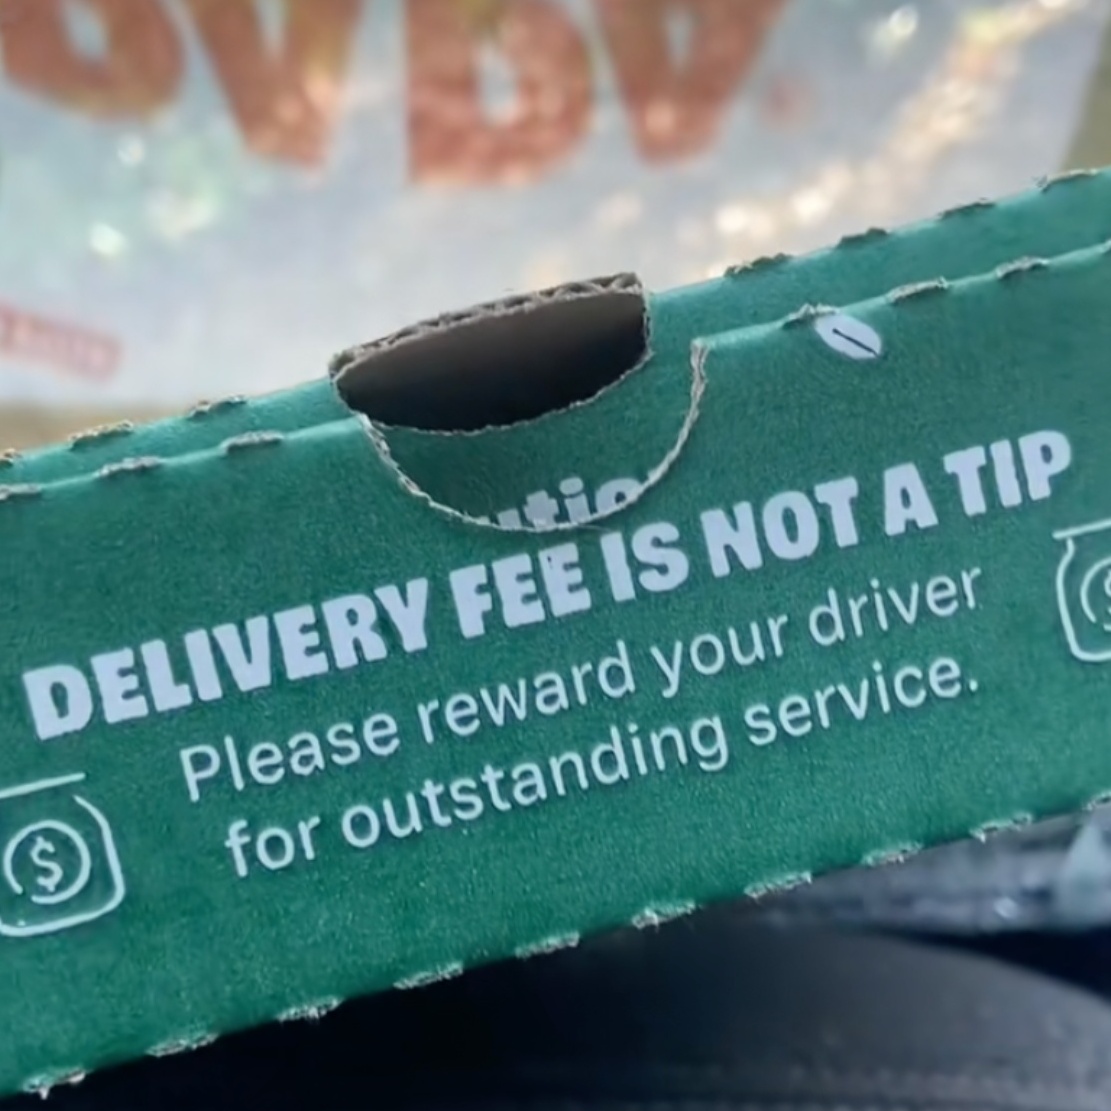 DELIVERY FEE IS NOT A TIP
Please reward your driver
for outstanding service.
$
$